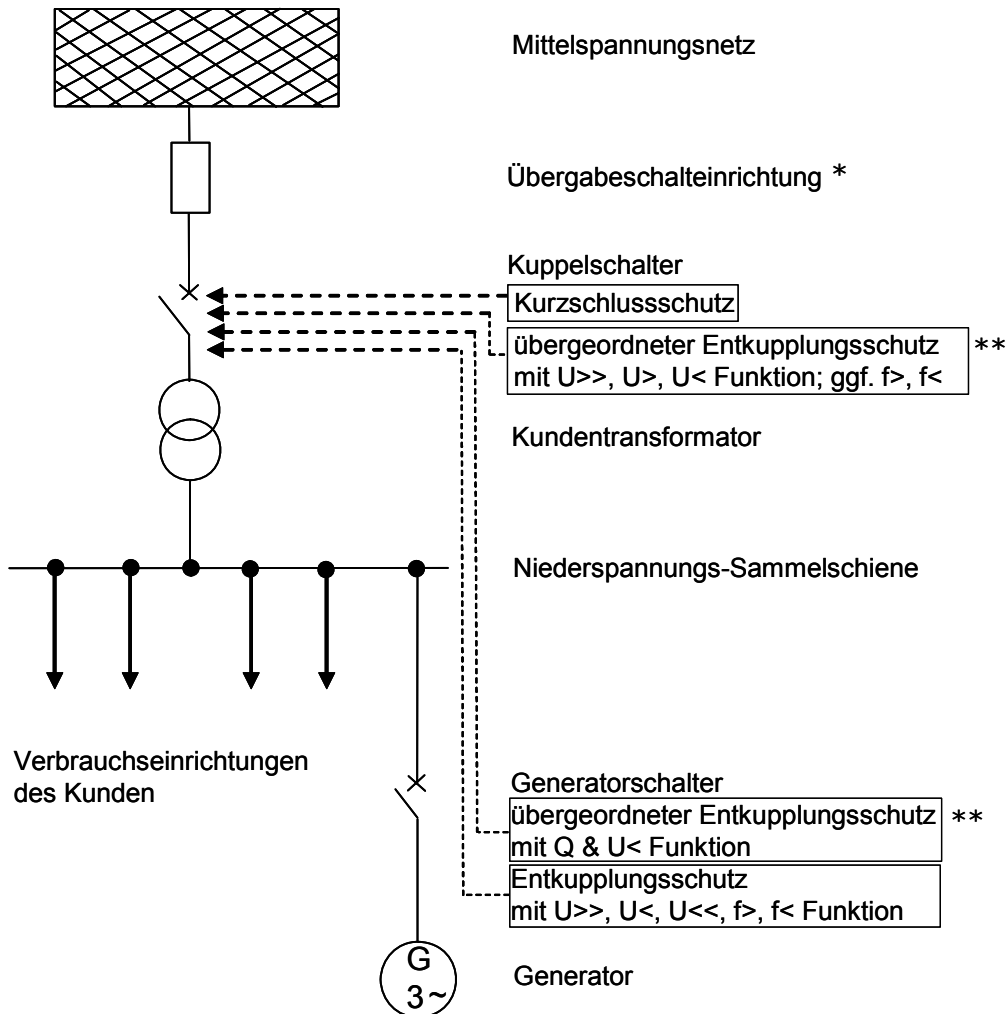 Mittelspannungsnetz
Übergabeschalteinrichtung *
Kuppelschalter
Kurzschlussschutz
übergeordneter Entkupplungsschutz **
mit U>>, U>, U< Funktion; ggf. f>, f<
Kundentransformator
Niederspannungs-Sammelschiene
Verbrauchseinrichtungen
des Kunden
Generatorschalter
übergeordneter Entkupplungsschutz **
mit Q & U< Funktion
Entkupplungsschutz
mit U>>, U<, U<<, f>, f< Funktion
G
3~
Generator